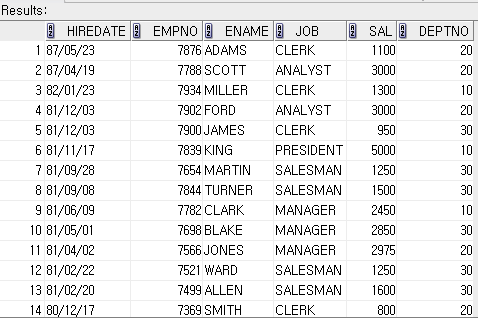 Results:
HIREDATE EMPNO ENAME JOB SAL DEPTNO
1 87/05/23 7876 ADAMS CLERK 1100 20
2 87/04/19 7788 SCOTT ANALYST 3000 20
3 82/01/23 7934 MILLER CLERK 1300 10
4 81/12/03 7902 FORD ANALYST 3000 20
5 81/12/03 7900 JAMES CLERK 950 30
6 81/11/17 7839 KING PRESIDENT 5000 10
7 81/09/28 7654 MARTIN SALESMAN 1250 30
8 81/09/08 7844 TURNER SALESMAN 1500 30
9 81/06/09 7782 CLARK MANAGER 2450 10
10 81/05/01 7698 BLAKE MANAGER 2850 30
11 81/04/02 7566 JONES MANAGER 2975 20
12 81/02/22 7521 WARD SALESMAN 1250 30
13 81/02/20 7499 ALLEN SALESMAN 1600 30
14 80/12/17 7369 SMITH CLERK 800 20